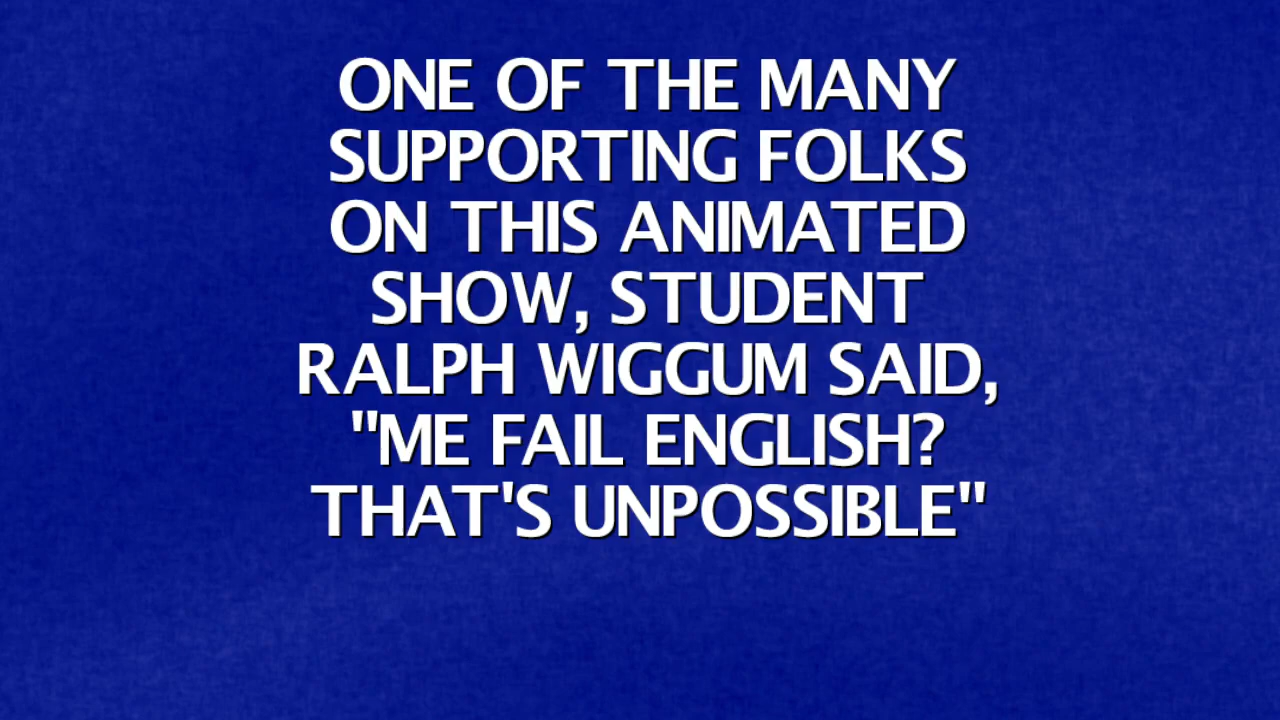 ONE OF THE MANY
SUPPORTING FOLKS
ON THIS ANIMATED
SHOW, STUDENT
RALPH WIGGUM SAID,
"ME FAIL ENGLISH?
THAT'S UNPOSSIBLE"